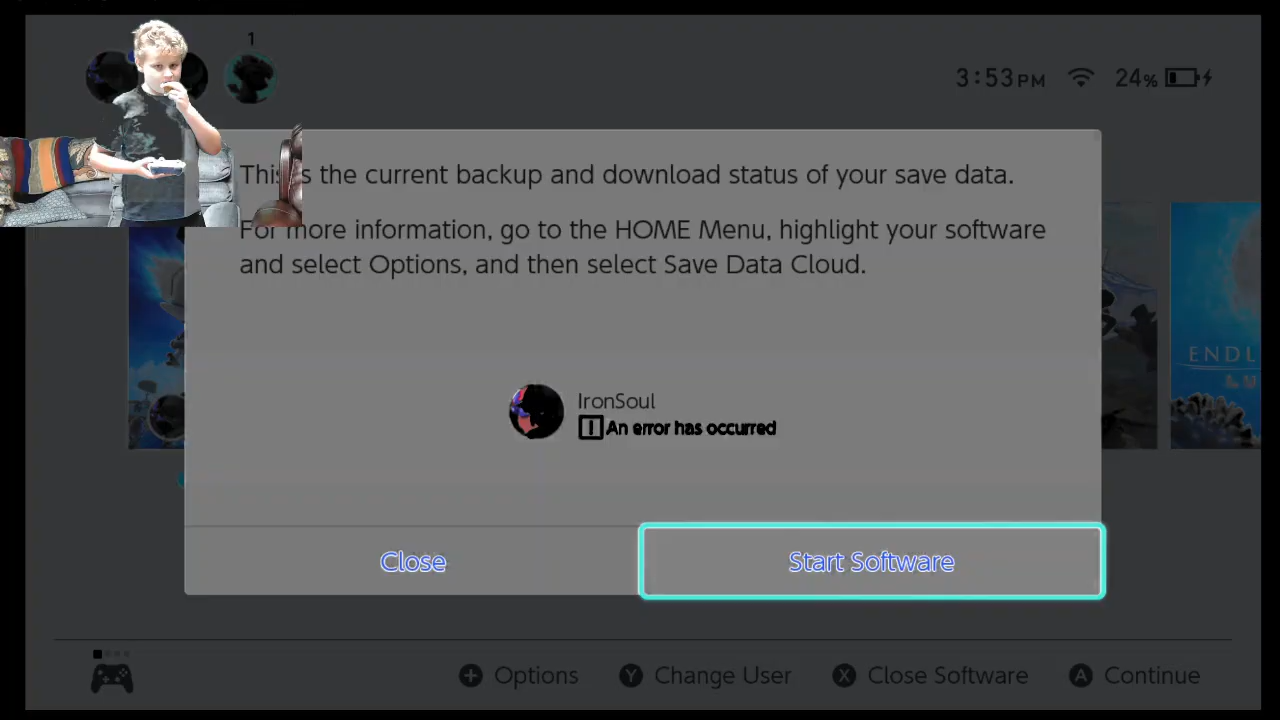 1
3:53PM 24%
This is the current backup and download status of your save data.
For more information, go to the HOME Menu, highlight your software
and select Options, and then select Save Data Cloud.
ENDL
LU
IronSoul
An error has occurred
Close Start Software
+ Options Y Change User X Close Software A Continue